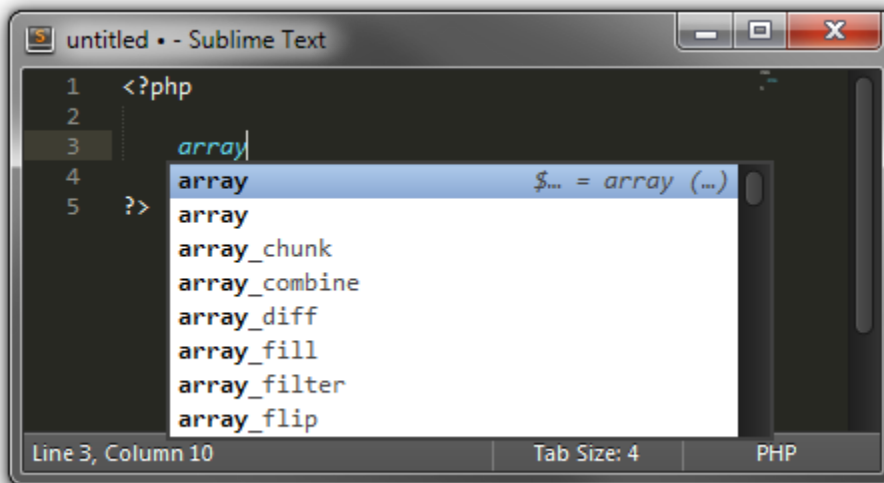 untitled • - Sublime Text
1 <?php
2
3 array
4
5 ?>
array $… = array (…)
array
array_chunk
array_combine
array_diff
array_fill
array_filter
array_flip
Line 3, Column 10 Tab Size: 4 PHP